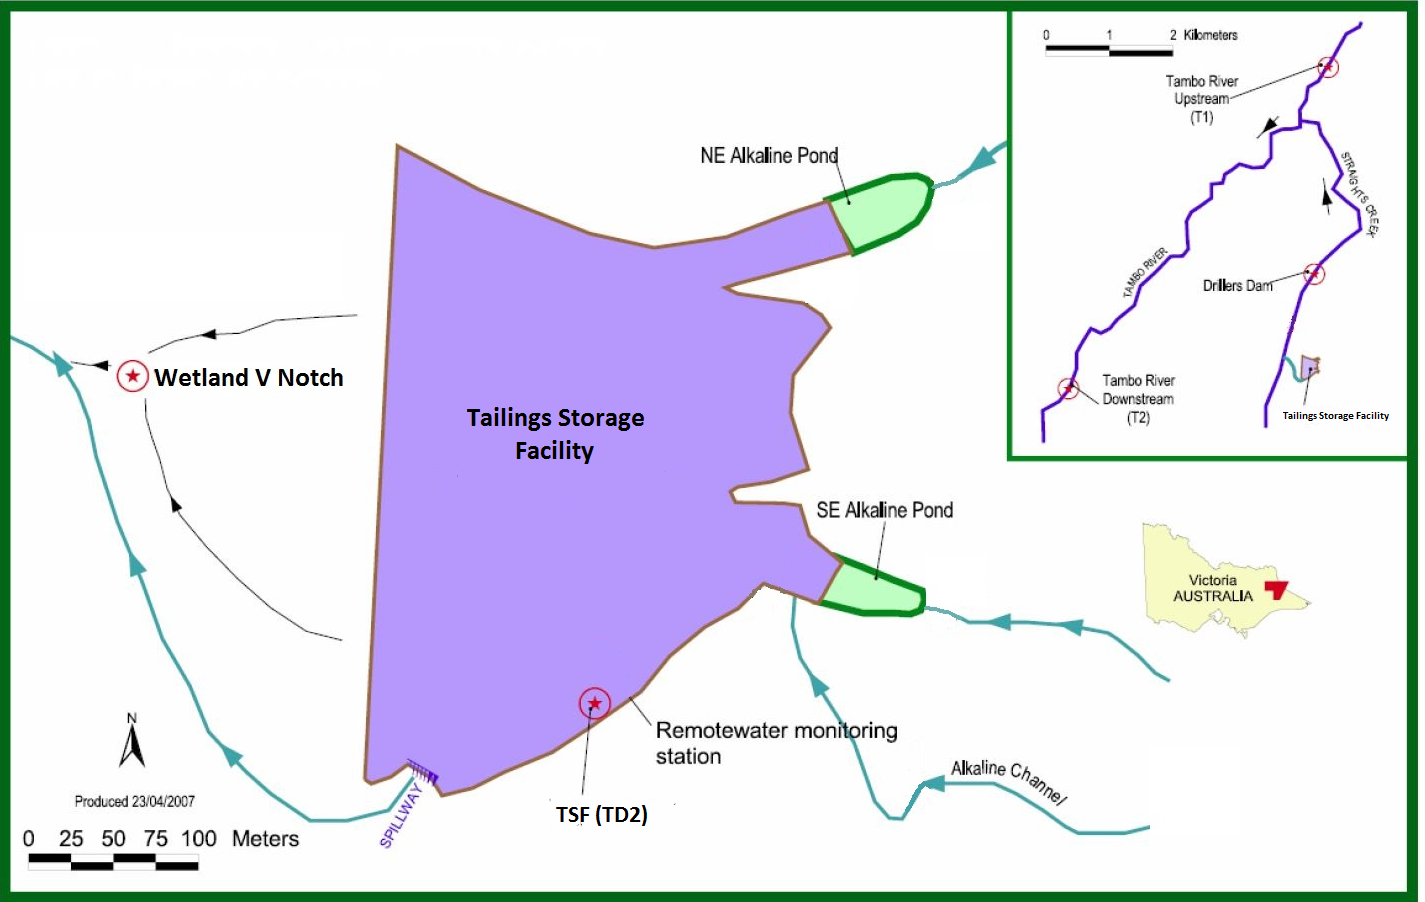 NE Alkaline Pond
Wetland V Notch
Tailings Storage
Facility
SE Alkaline Pond
Remotewater monitoring
station
TSF (TD2)
Alkaline Channel
SPILLWAY
N
Produced 23/04/2007
0 25 50 75 100 Meters
0 1 2 Kilometers
Tambo River
Upstream
(T1)
STRAIGHTS CREEK
TAMBO RIVER
Drillers Dam
Tambo River
Downstream
(T2)
Tailings Storage Facility
Victoria
AUSTRALIA